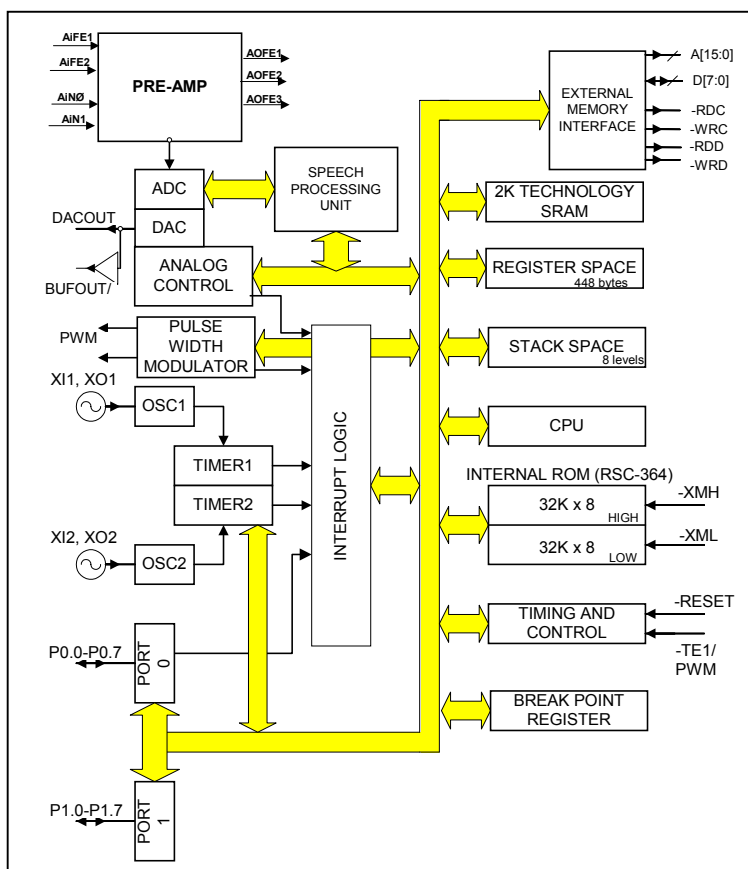 AiFE1
AiFE2
AiNØ
AiN1
PRE-AMP
AOFE1
AOFE2
AOFE3
EXTERNAL
MEMORY
INTERFACE
A[15:0]
D[7:0]
-RDC
-WRC
-RDD
-WRD
ADC
DAC
ANALOG
CONTROL
SPEECH
PROCESSING
UNIT
DACOUT
BUFOUT/
2K TECHNOLOGY
SRAM
REGISTER SPACE
448 bytes
PWM
PULSE
WIDTH
MODULATOR
STACK SPACE
8 levels
XI1, XO1
OSC1
TIMER1
TIMER2
XI2, XO2
OSC2
INTERRUPT LOGIC
CPU
INTERNAL ROM (RSC-364)
32K x 8
HIGH
32K x 8
LOW
-XMH
-XML
TIMING AND
CONTROL
-RESET
-TE1/
PWM
BREAK POINT
REGISTER
P0.0-P0.7
PORT
0
P1.0-P1.7
PORT
1